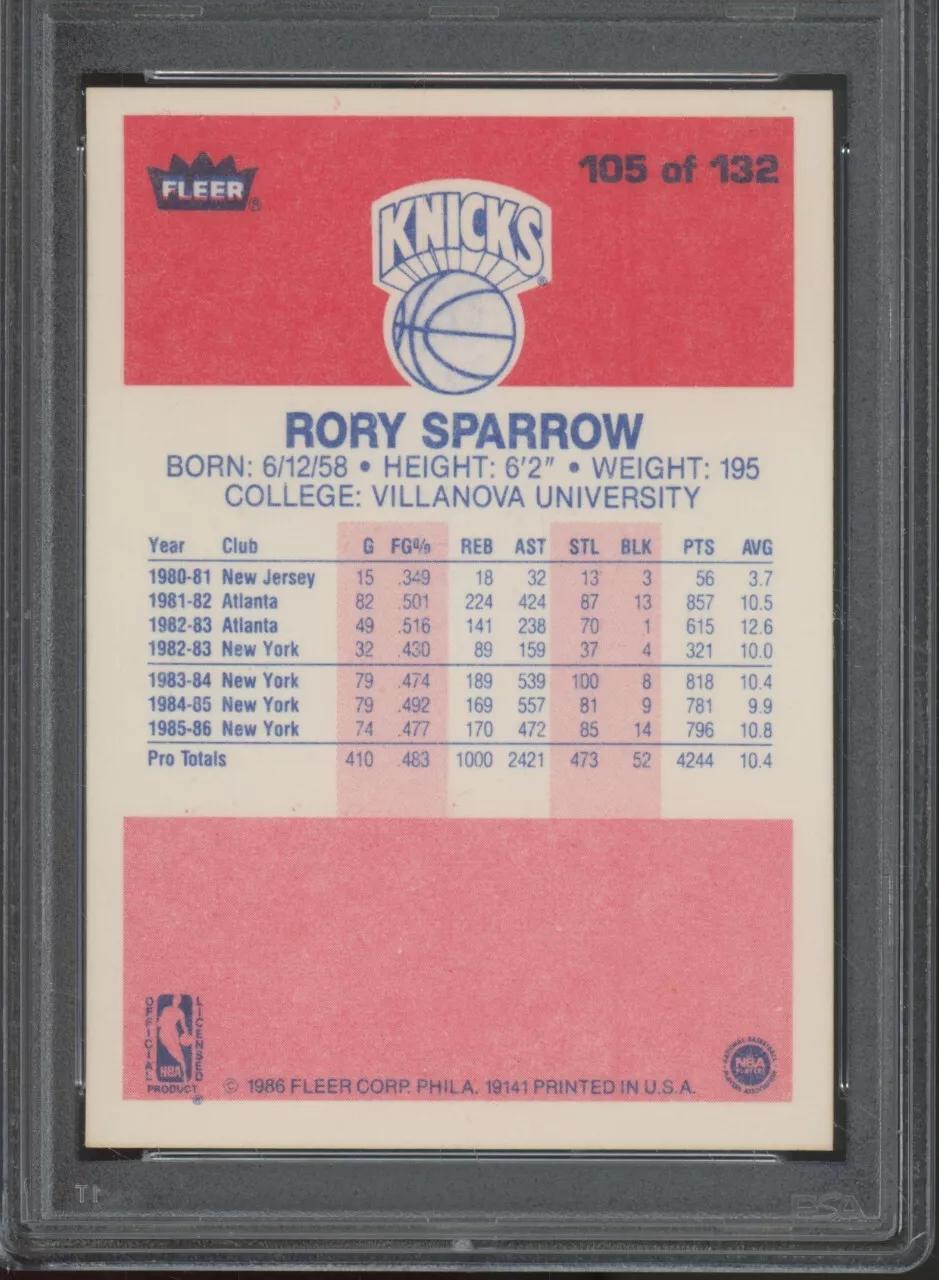 FLEER®
105 of 132
KNICKS®
RORY SPARROW
BORN: 6/12/58 • HEIGHT: 6'2" • WEIGHT: 195
COLLEGE: VILLANOVA UNIVERSITY
Year Club G FG% REB AST STL BLK PTS AVG
1980-81 New Jersey 15 .349 18 32 13 3 56 3.7
1981-82 Atlanta 82 .501 224 424 87 13 857 10.5
1982-83 Atlanta 49 .516 141 238 70 1 615 12.6
1982-83 New York 32 .430 89 159 37 4 321 10.0
1983-84 New York 79 .474 189 539 100 8 818 10.4
1984-85 New York 79 .492 169 557 81 9 781 9.9
1985-86 New York 74 .477 170 472 85 14 796 10.8
Pro Totals 410 .483 1000 2421 473 52 4244 10.4
OFFICIAL LICENSED
NBA
PRODUCT ®
© 1986 FLEER CORP. PHILA. 19141 PRINTED IN U.S.A.
NATIONAL BASKETBALL
NBA
PLAYERS
ASSOCIATION
PSA